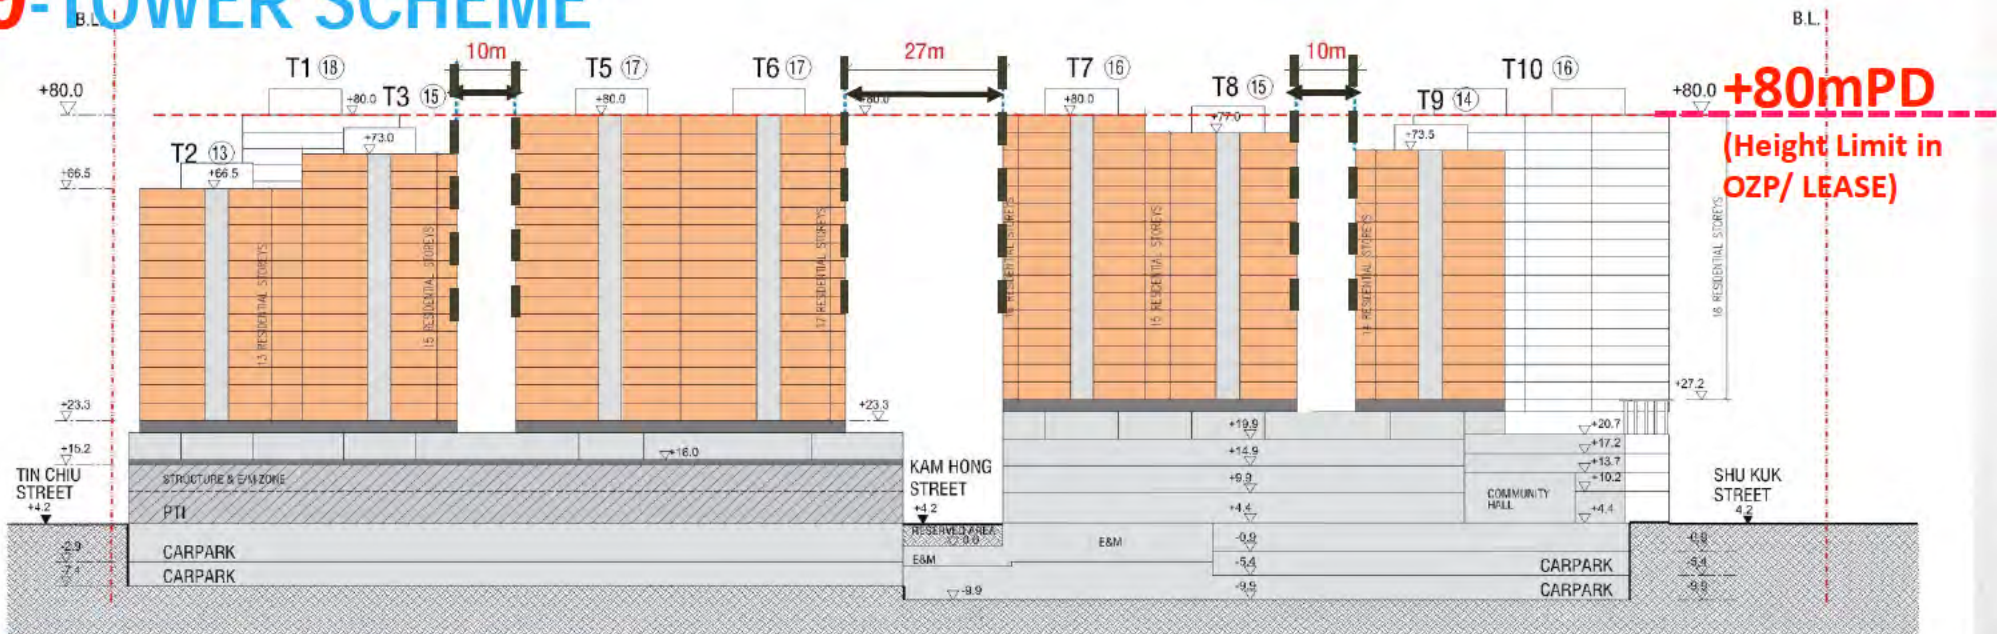 -TOWER SCHEME
B.L.
B.L.
10m
27m
10m
T1 18
T5 17
T6 17
T7 16
T8 15
T10 16
T3 15
T9 14
T2 13
+80.0
+80.0
+80.0
+80.0
+80.0
+80.0
+80mPD
(Height Limit in
OZP/ LEASE)
+73.0
+77.0
+73.5
+66.5
+66.5
13 RESIDENTIAL STOREYS
15 RESIDENTIAL STOREYS
17 RESIDENTIAL STOREYS
RESIDENTIAL STOREYS
15 RESIDENTIAL STOREYS
14 RESIDENTIAL STOREYS
16 RESIDENTIAL STOREYS
+27.2
+23.3
+23.3
+19.9
+20.7
+15.2
+16.0
+14.9
+17.2
+13.7
+10.2
+9.9
+4.4
+4.4
TIN CHIU
STREET
+4.2
STRUCTURE & E/M ZONE
PTI
KAM HONG
STREET
+4.2
COMMUNITY
HALL
SHU KUK
STREET
4.2
RESERVED AREA
0.0
E&M
E&M
-2.9
-7.4
CARPARK
CARPARK
-0.9
-5.4
-9.9
-9.9
CARPARK
CARPARK
-0.9
-5.4
-9.9